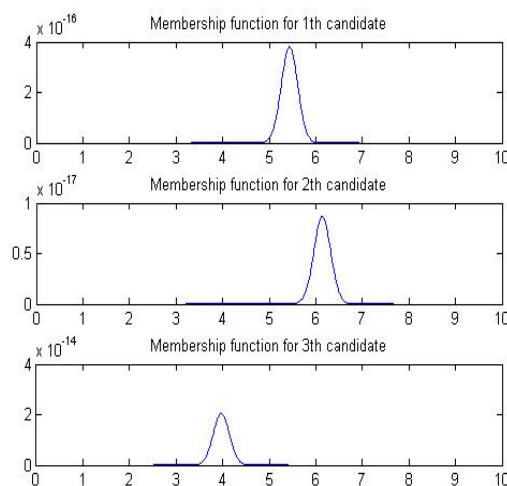 Membership function for 1th candidate
x 10^-16
4
2
0
0 1 2 3 4 5 6 7 8 9 10
Membership function for 2th candidate
x 10^-17
1
0.5
0
0 1 2 3 4 5 6 7 8 9 10
Membership function for 3th candidate
x 10^-14
4
2
0
0 1 2 3 4 5 6 7 8 9 10